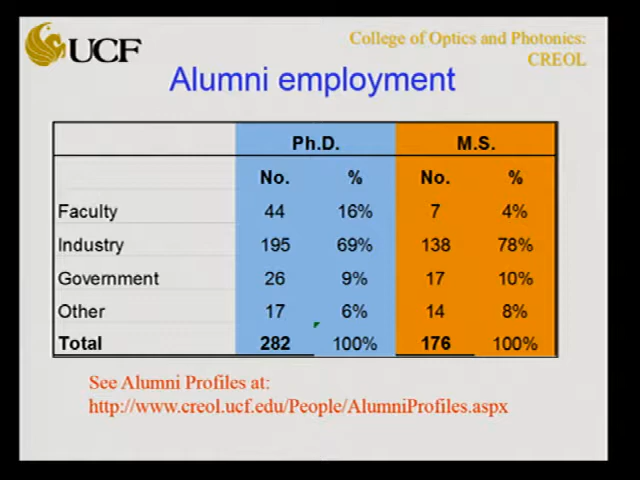 UCF
College of Optics and Photonics:
CREOL
Alumni employment
Ph.D. M.S.
No. % No. %
Faculty 44 16% 7 4%
Industry 195 69% 138 78%
Government 26 9% 17 10%
Other 17 6% 14 8%
Total 282 100% 176 100%
See Alumni Profiles at:
http://www.creol.ucf.edu/People/AlumniProfiles.aspx